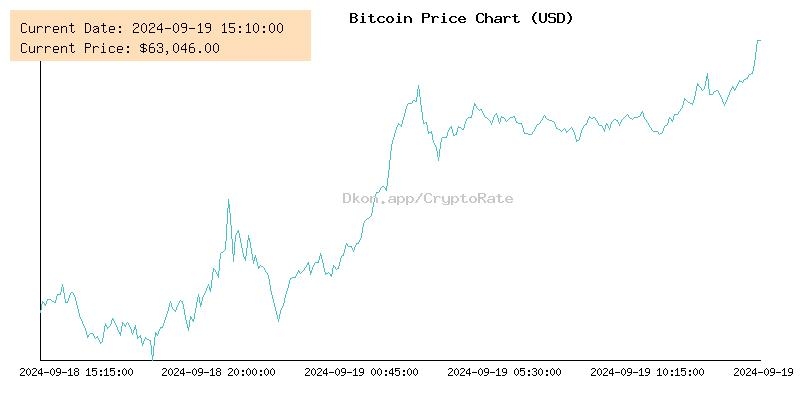 Bitcoin Price Chart (USD)
Current Date: 2024-09-19 15:10:00
Current Price: $63,046.00
Dkon.app/CryptoRate
2024-09-18 15:15:00 2024-09-18 20:00:00 2024-09-19 00:45:00 2024-09-19 05:30:00 2024-09-19 10:15:00 2024-09-19